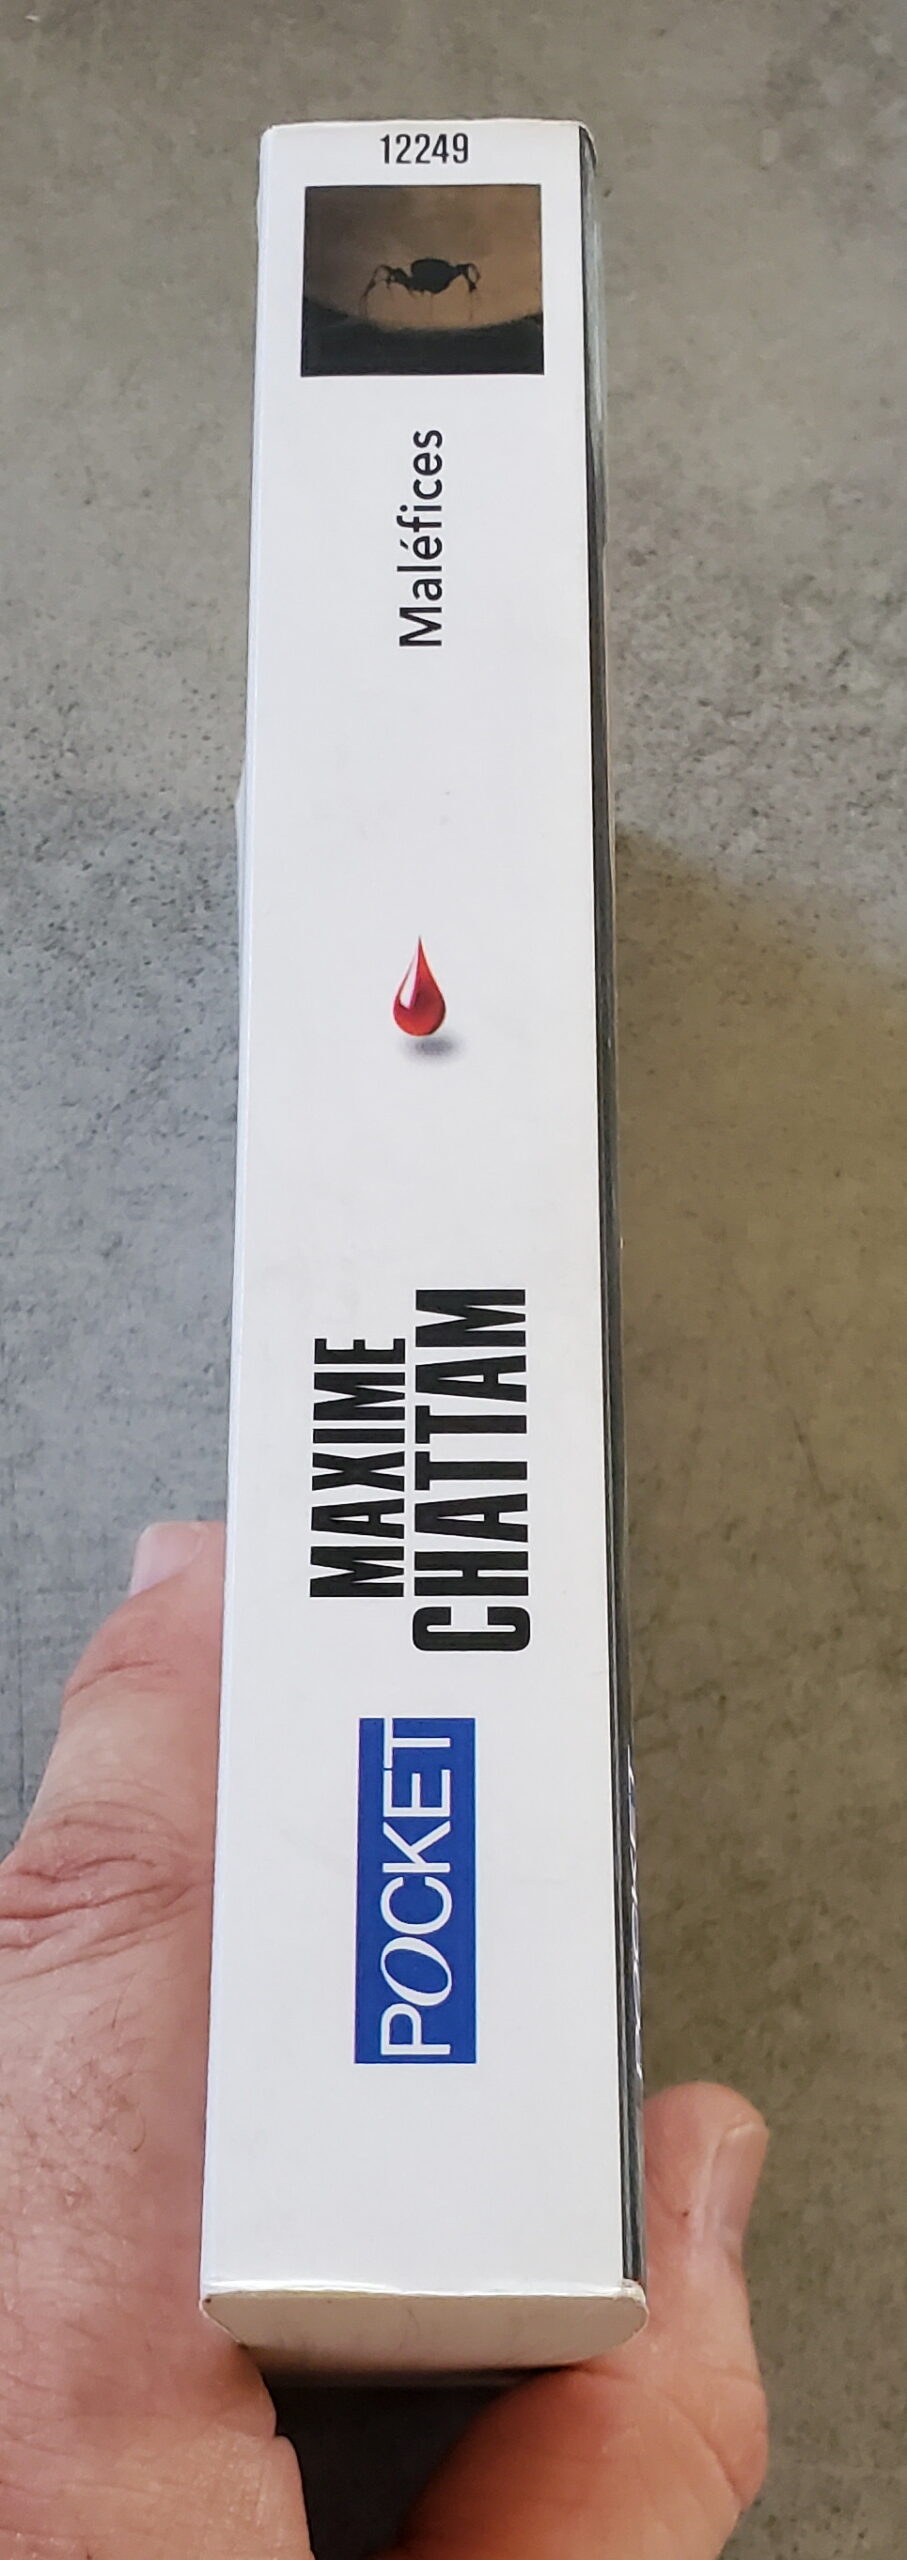 12249
Maléfices
MAXIME
CHATTAM
POCKET